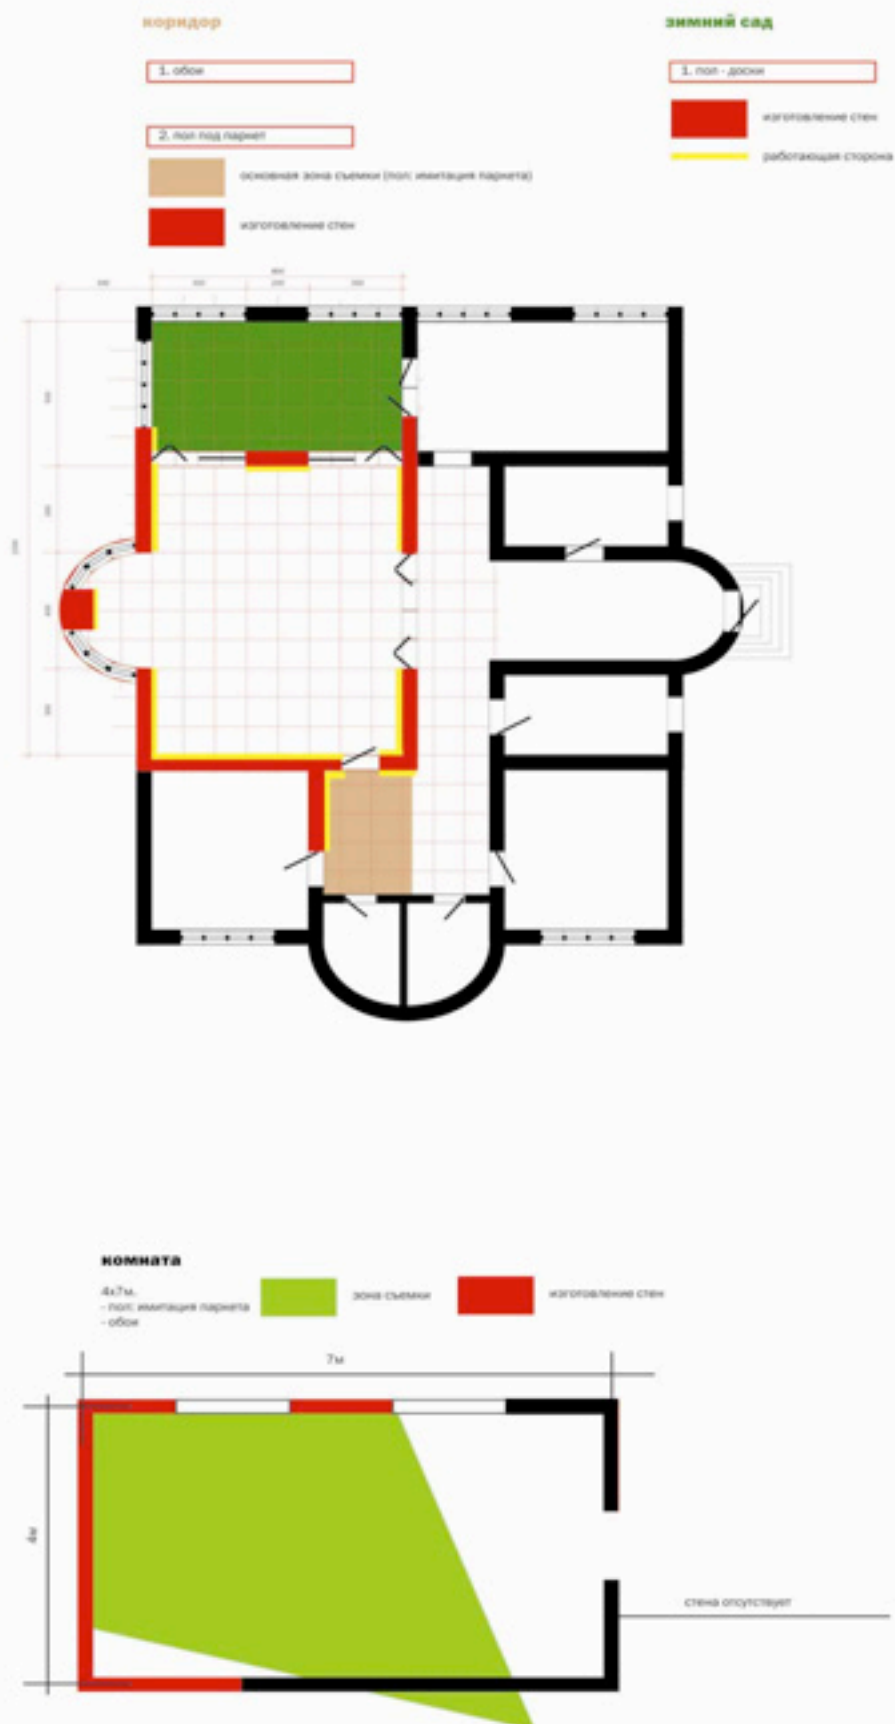 коридор
зимний сад
1. обои
1. пол - доски
изготовление стен
2. пол под паркет
работающая сторона
основная зона съемки (пол: имитация паркета)
изготовление стен
комната
4х7м.
- пол: имитация паркета
- обои
зона съемки
изготовление стен
7м
4м
стена отсутствует